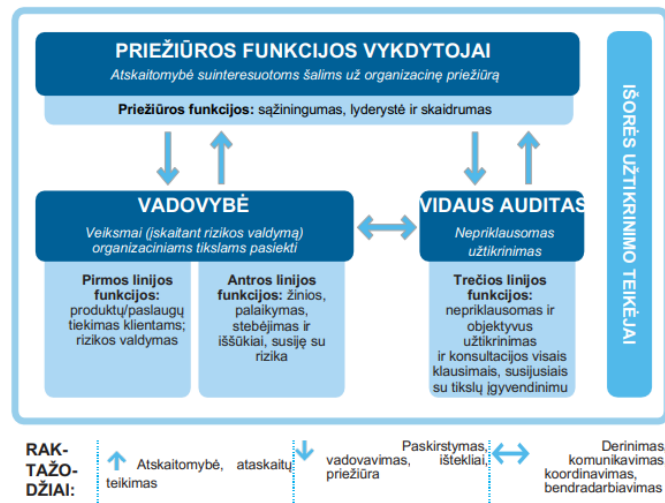 PRIEŽIŪROS FUNKCIJOS VYKDYTOJAI
Atskaitomybė suinteresuotoms šalims už organizacinę priežiūrą
Priežiūros funkcijos: sąžiningumas, lyderystė ir skaidrumas
VADOVYBĖ
Veiksmai (įskaitant rizikos valdymą)
organizaciniams tikslams pasiekti
Pirmos linijos
funkcijos:
produktų/paslaugų
tiekimas klientams;
rizikos valdymas
Antros linijos
funkcijos: žinios,
palaikymas,
stebėjimas ir
iššūkiai, susiję su
rizika
VIDAUS AUDITAS
Nepriklausomas
užtikrinimas
Trečios linijos
funkcijos:
nepriklausomas ir
objektyvus
užtikrinimas
ir konsultacijos visais
klausimais, susijusiais
su tikslų įgyvendinimu
IŠORĖS UŽTIKRINIMO TEIKĖJAI
RAK-
TAŽO-
DŽIAI:
Atskaitomybė, ataskaitų
teikimas
Paskirstymas,
vadovavimas, ištekliai,
priežiūra
Derinimas,
komunikavimas,
koordinavimas,
bendradarbiavimas